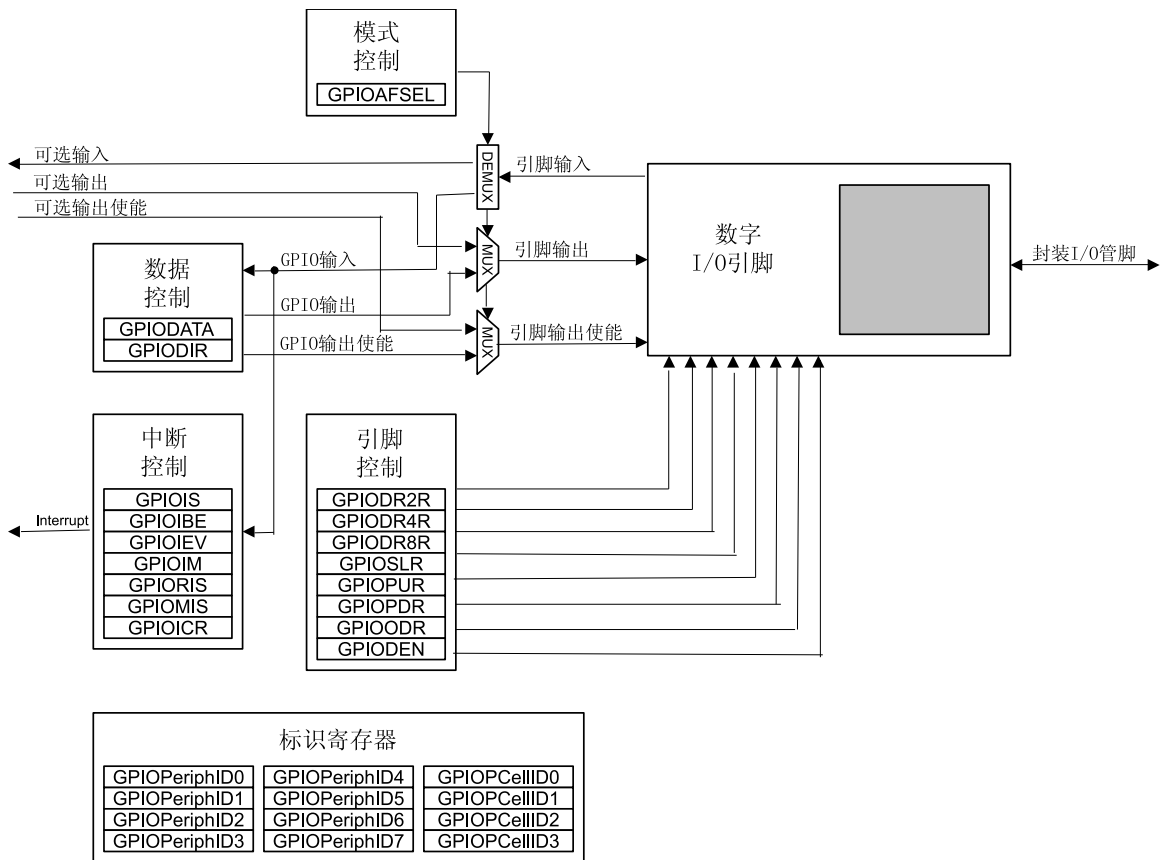 模式
控制
GPIOAFSEL
可选输入
可选输出
可选输出使能
DEMUX
引脚输入
MUX
引脚输出
MUX
引脚输出使能
数字
I/O引脚
封装I/O管脚
数据
控制
GPIODATA
GPIODIR
GPIO输入
GPIO输出
GPIO输出使能
中断
控制
GPIOIS
GPIOIBE
GPIOIEV
GPIOIM
GPIORIS
GPIOMIS
GPIOICR
Interrupt
引脚
控制
GPIODR2R
GPIODR4R
GPIODR8R
GPIOSLR
GPIOPUR
GPIOPDR
GPIOODR
GPIODEN
标识寄存器
GPIOPeriphID0
GPIOPeriphID1
GPIOPeriphID2
GPIOPeriphID3
GPIOPeriphID4
GPIOPeriphID5
GPIOPeriphID6
GPIOPeriphID7
GPIOPCellID0
GPIOPCellID1
GPIOPCellID2
GPIOPCellID3